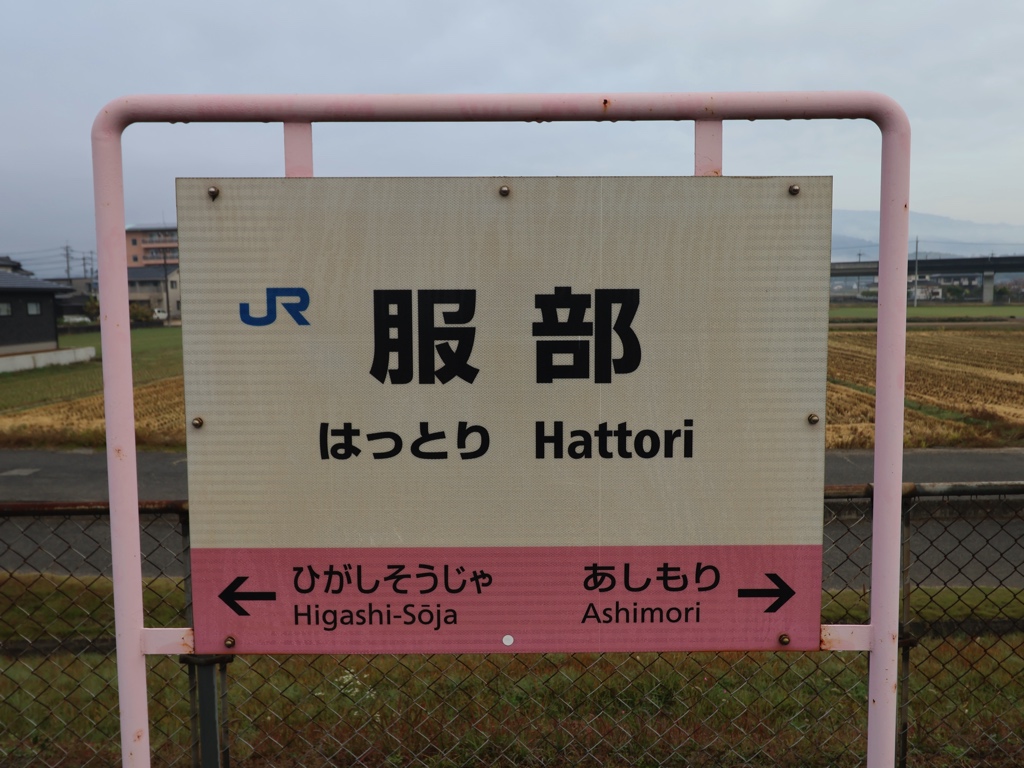 JR 服部
はっとり Hattori
← ひがしそうじゃ あしもり →
Higashi-Sōja Ashimori